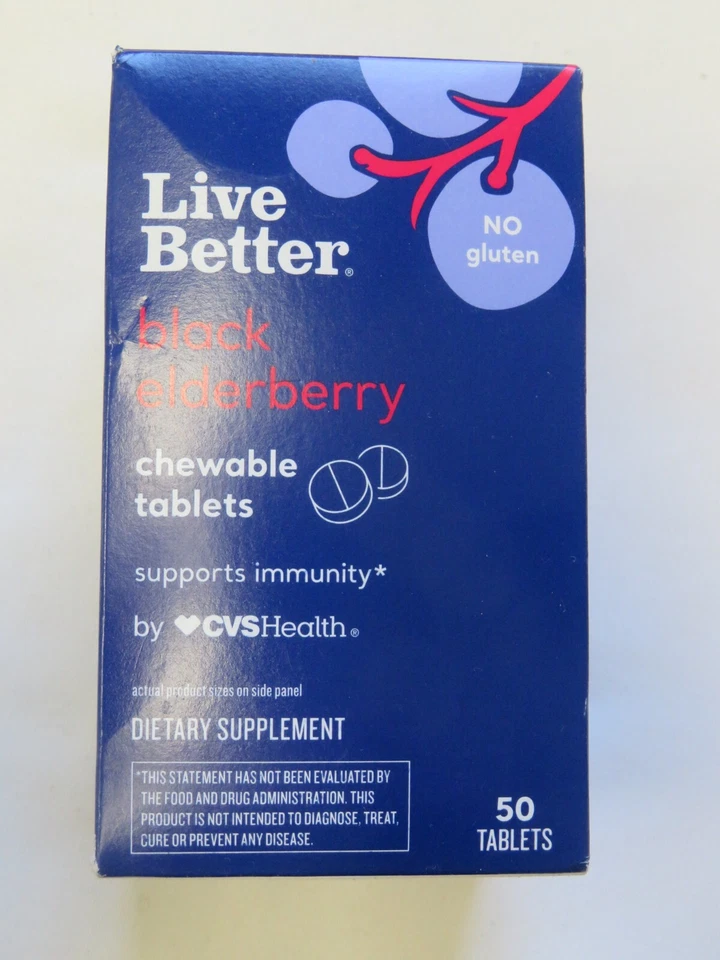 Live
Better®
NO
gluten
black
elderberry
chewable
tablets
supports immunity*
by CVSHealth®
actual product sizes on side panel
DIETARY SUPPLEMENT
*THIS STATEMENT HAS NOT BEEN EVALUATED BY
THE FOOD AND DRUG ADMINISTRATION. THIS
PRODUCT IS NOT INTENDED TO DIAGNOSE, TREAT,
CURE OR PREVENT ANY DISEASE.
50
TABLETS